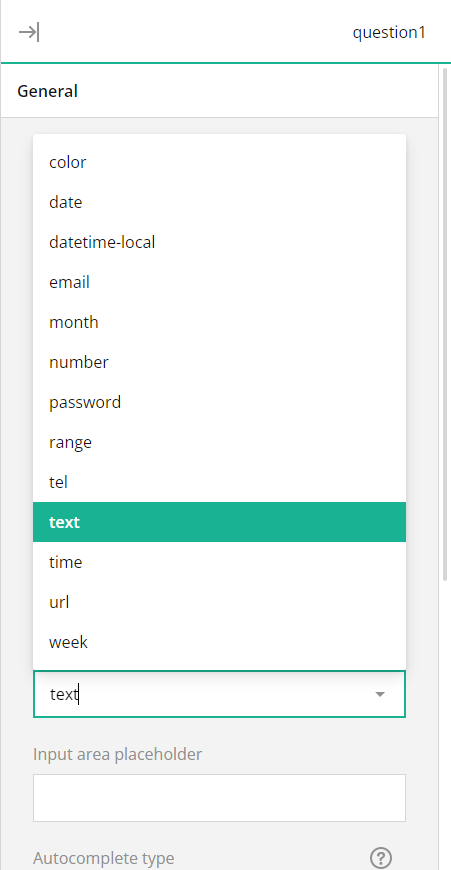 question1
General
color
date
datetime-local
email
month
number
password
range
tel
text
time
url
week
text
Input area placeholder
Autocomplete type